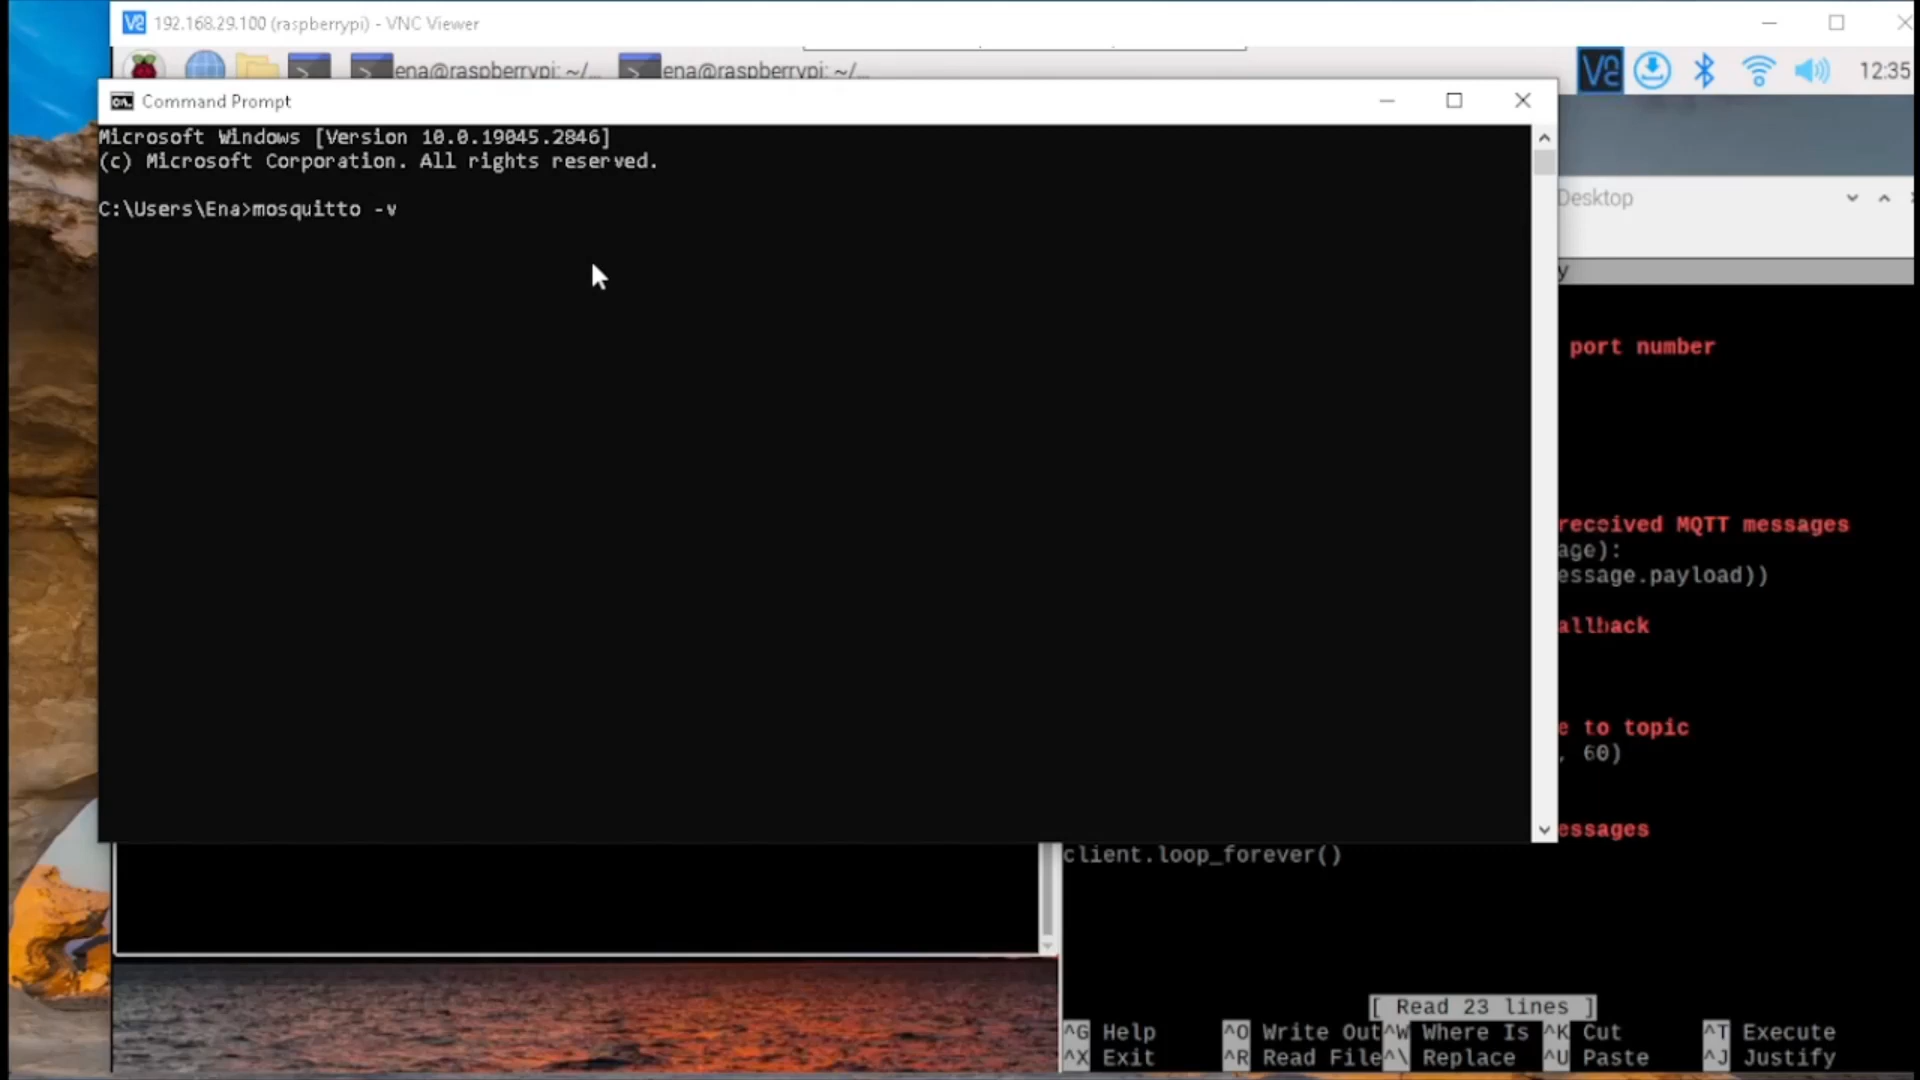 192.168.29.100 (raspberrypi) - VNC Viewer
ena@raspberrypi: ~/...
ena@raspberrypi: ~/...
12:35
Command Prompt
Microsoft Windows [Version 10.0.19045.2846]
(c) Microsoft Corporation. All rights reserved.
C:\Users\Ena>mosquitto -v
Desktop
y
port number
received MQTT messages
age):
essage.payload))
allback
e to topic
, 60)
essages
client.loop_forever()
[ Read 23 lines ]
^G Help ^O Write Out ^W Where Is ^K Cut ^T Execute
^X Exit ^R Read File ^\ Replace ^U Paste ^J Justify